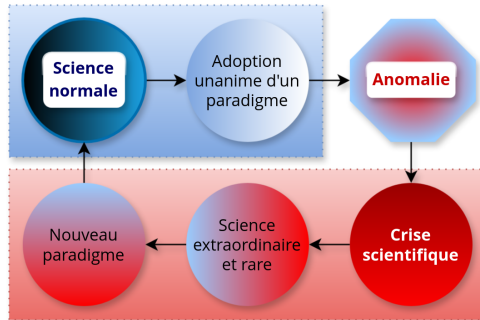 Science
normale
Adoption
unanime d'un
paradigme
Anomalie
Nouveau
paradigme
Science
extraordinaire
et rare
Crise
scientifique